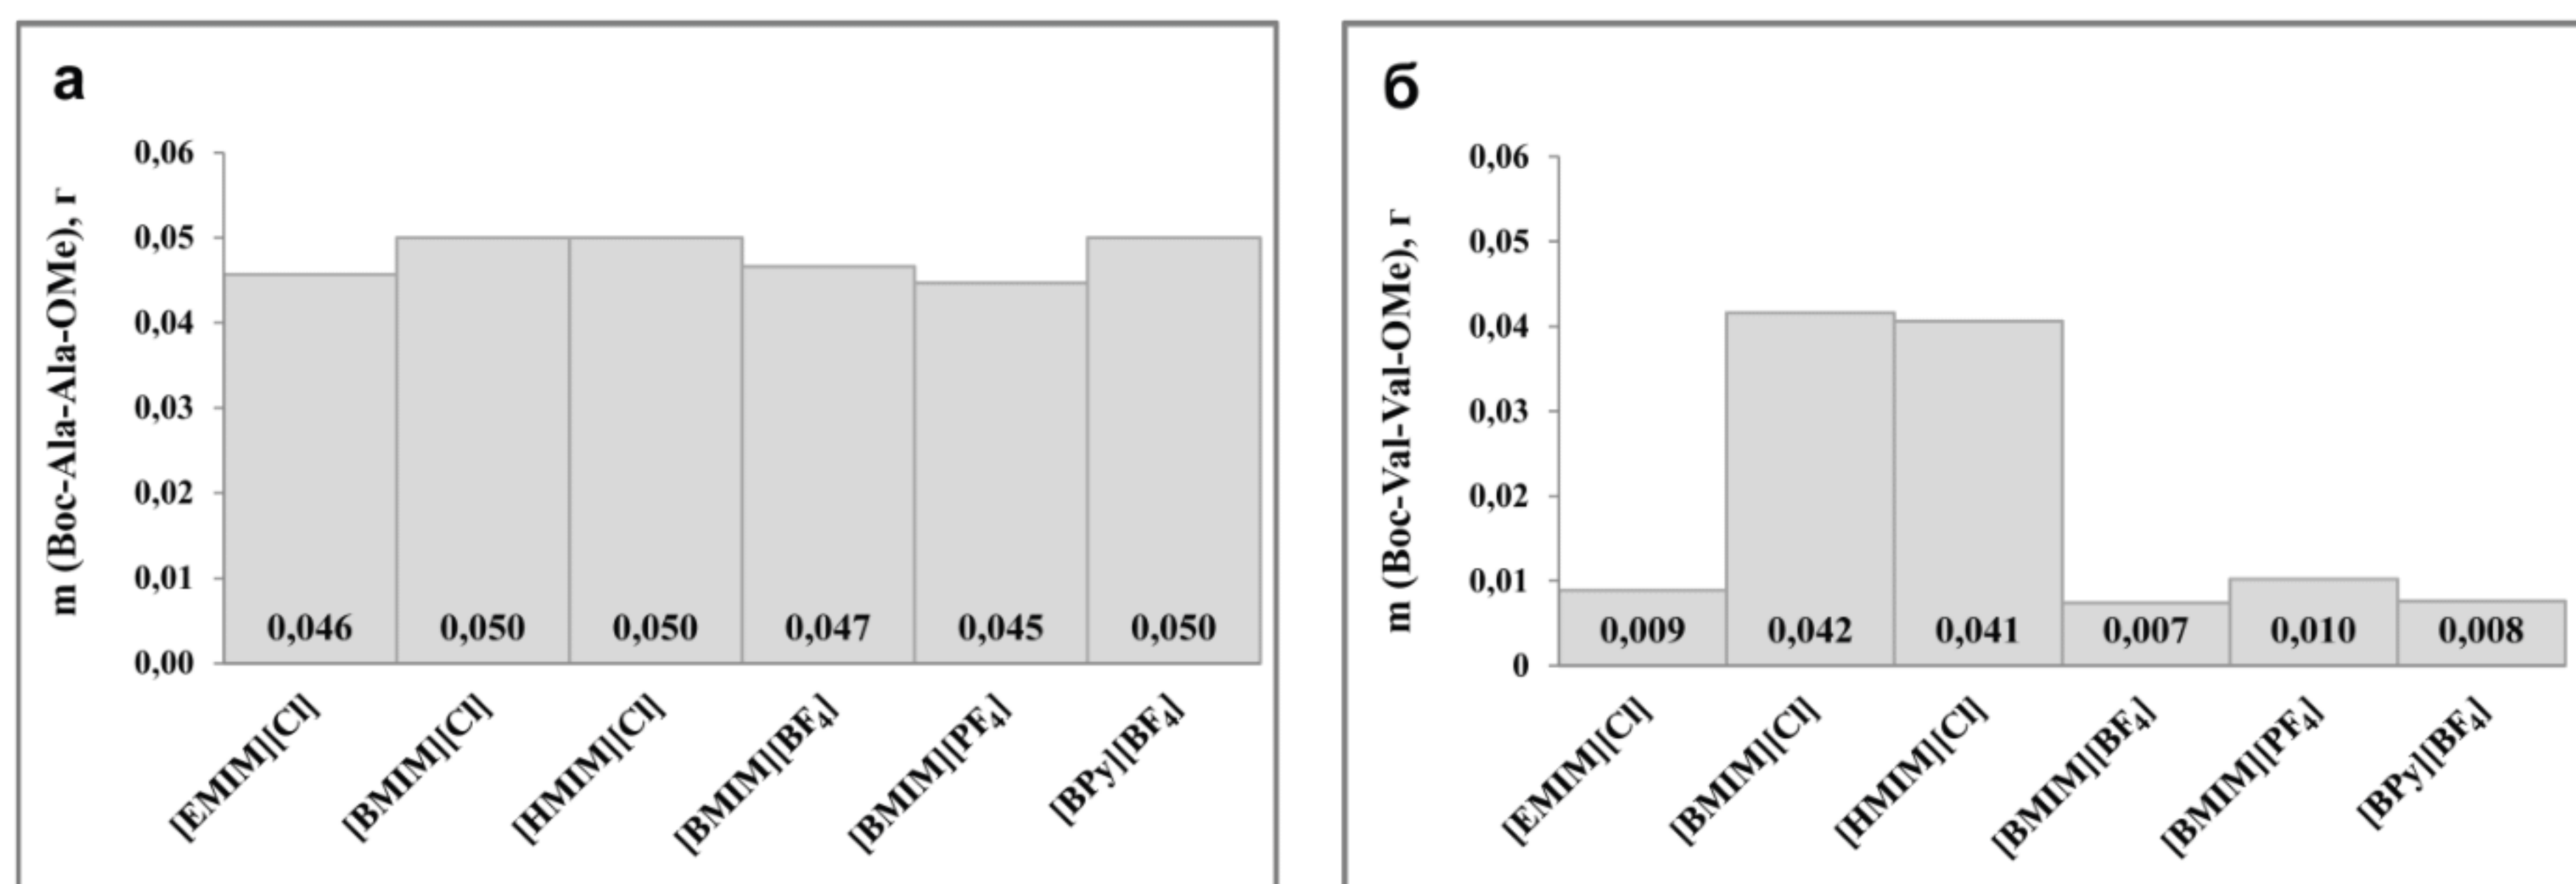 а
m (Boc-Ala-Ala-OMe), г
0,06
0,05
0,04
0,03
0,02
0,01
0,00
0,046 0,050 0,050 0,047 0,045 0,050
[EMIM][Cl] [BMIM][Cl] [HMIM][Cl] [BMIM][BF₄] [BMIM][PF₄] [BPy][BF₄]
б
m (Boc-Val-Val-OMe), г
0,06
0,05
0,04
0,03
0,02
0,01
0
0,009 0,042 0,041 0,007 0,010 0,008
[EMIM][Cl] [BMIM][Cl] [HMIM][Cl] [BMIM][BF₄] [BMIM][PF₄] [BPy][BF₄]